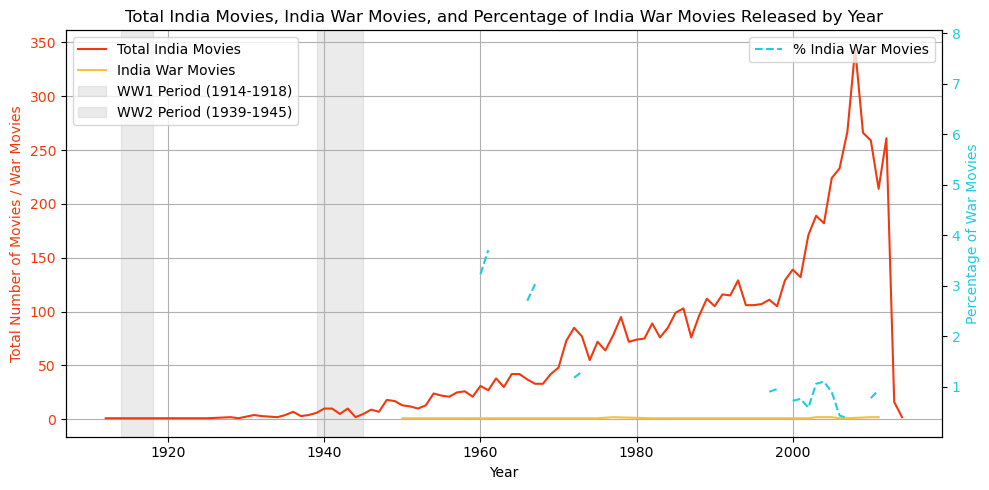 Total India Movies, India War Movies, and Percentage of India War Movies Released by Year
Total India Movies
India War Movies
WW1 Period (1914-1918)
WW2 Period (1939-1945)
% India War Movies
Total Number of Movies / War Movies
350
300
250
200
150
100
50
0
8
7
6
5
4
3
2
1
Percentage of War Movies
1920
1940
1960
1980
2000
Year